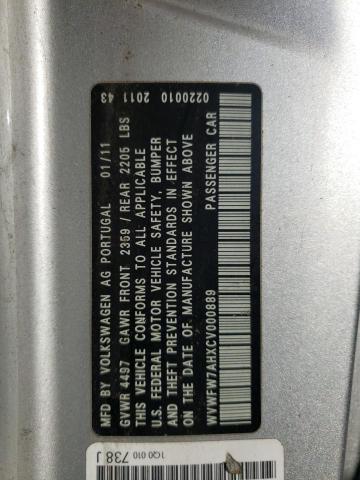 0220010 2011 43
MFD BY VOLKSWAGEN AG PORTUGAL 01/11
GVWR 4497 GAWR FRONT 2359 / REAR 2205 LBS
THIS VEHICLE CONFORMS TO ALL APPLICABLE
U.S. FEDERAL MOTOR VEHICLE SAFETY, BUMPER
AND THEFT PREVENTION STANDARDS IN EFFECT
ON THE DATE OF MANUFACTURE SHOWN ABOVE
WVWFW7AHXCV000889 PASSENGER CAR
1Q0 010 738 J